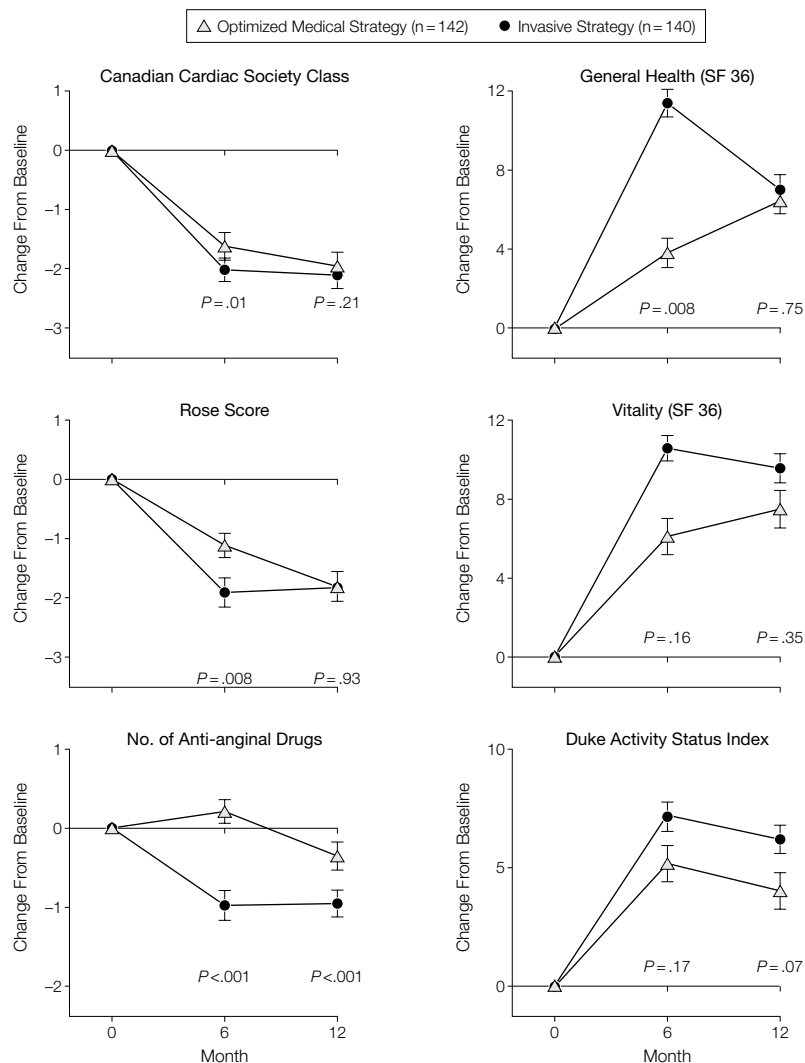 Optimized Medical Strategy (n=142) Invasive Strategy (n=140)
Canadian Cardiac Society Class
Change From Baseline
1
0
−1
−2
−3
P=.01 P=.21
General Health (SF 36)
Change From Baseline
12
8
4
0
P=.008 P=.75
Rose Score
Change From Baseline
1
0
−1
−2
−3
P=.008 P=.93
Vitality (SF 36)
Change From Baseline
12
8
4
0
P=.16 P=.35
No. of Anti-anginal Drugs
Change From Baseline
1
0
−1
−2
P<.001 P<.001
0 6 12
Month
Duke Activity Status Index
Change From Baseline
10
5
0
P=.17 P=.07
0 6 12
Month